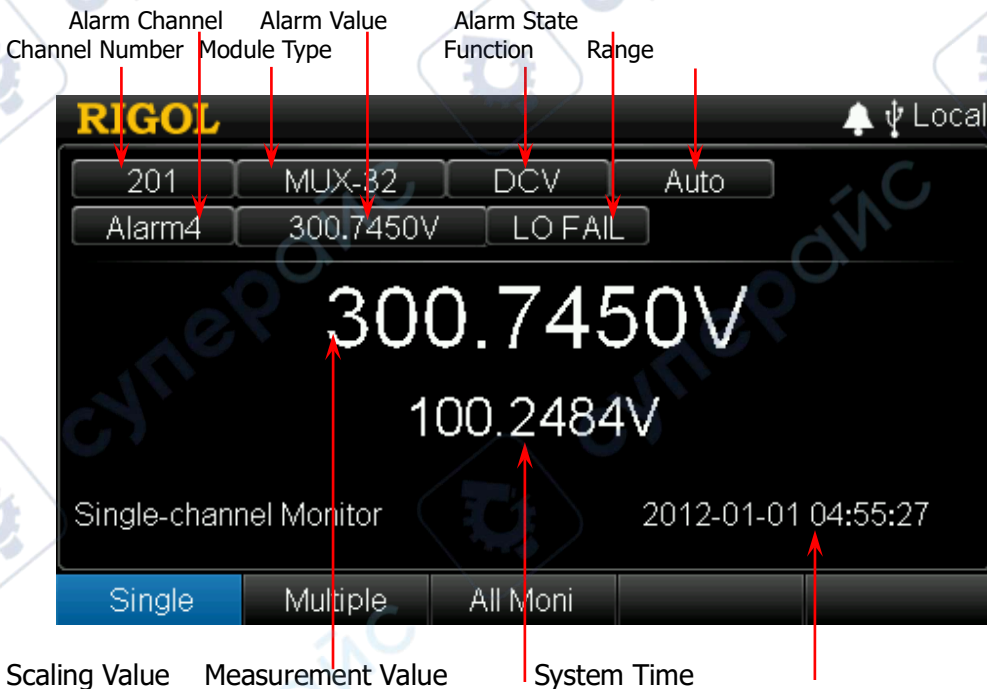 Alarm Channel Alarm Value Alarm State
Channel Number Module Type Function Range
RIGOL Local
201 MUX-32 DCV Auto
Alarm4 300.7450V LO FAIL
300.7450V
100.2484V
Single-channel Monitor 2012-01-01 04:55:27
Single Multiple All Moni
Scaling Value Measurement Value System Time
суперайс
суперайс